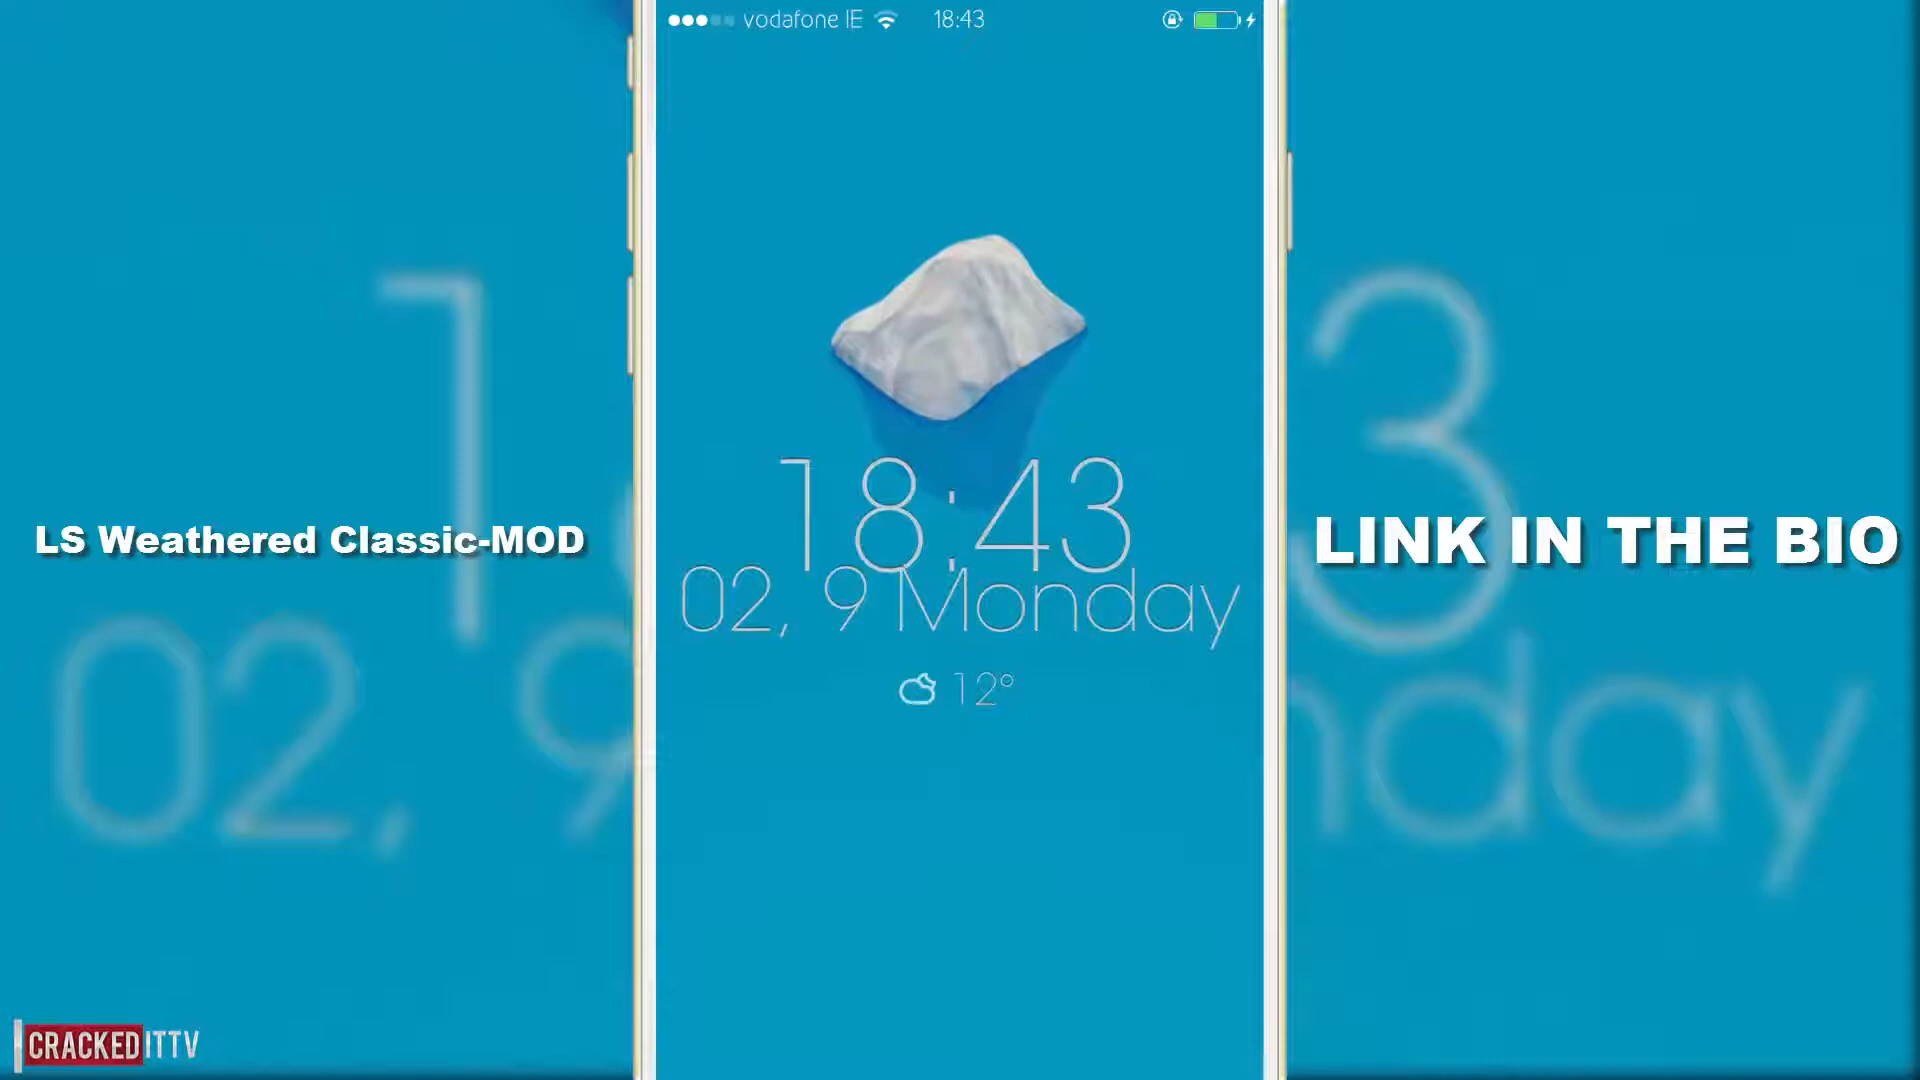 vodafone IE 18:43
18:43
02, 9 Monday
12°
LS Weathered Classic-MOD
LINK IN THE BIO
CRACKEDITTV